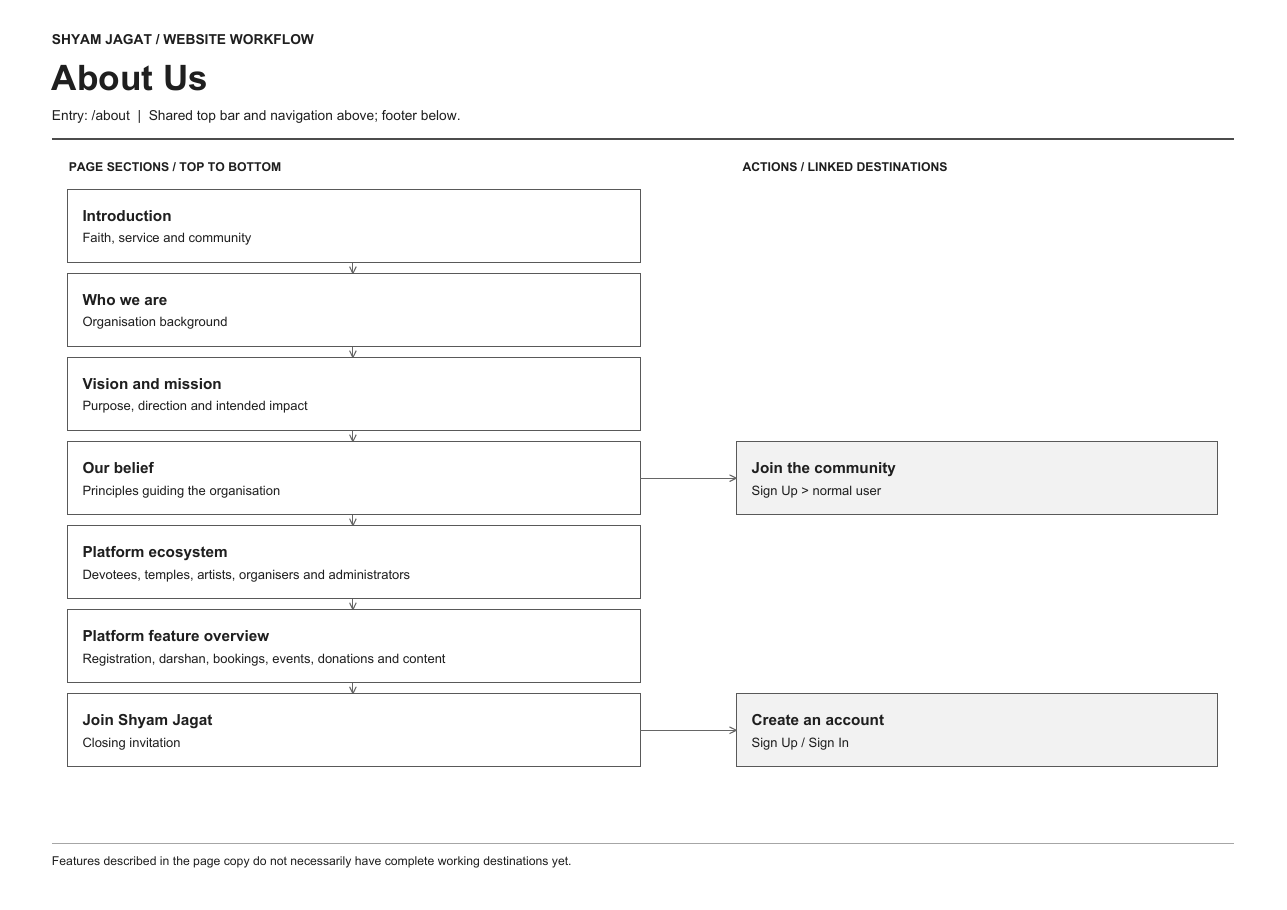 SHYAM JAGAT / WEBSITE WORKFLOW
About Us
Entry: /about | Shared top bar and navigation above; footer below.
PAGE SECTIONS / TOP TO BOTTOM
ACTIONS / LINKED DESTINATIONS
Introduction
Faith, service and community
Who we are
Organisation background
Vision and mission
Purpose, direction and intended impact
Our belief
Principles guiding the organisation
Join the community
Sign Up > normal user
Platform ecosystem
Devotees, temples, artists, organisers and administrators
Platform feature overview
Registration, darshan, bookings, events, donations and content
Join Shyam Jagat
Closing invitation
Create an account
Sign Up / Sign In
Features described in the page copy do not necessarily have complete working destinations yet.